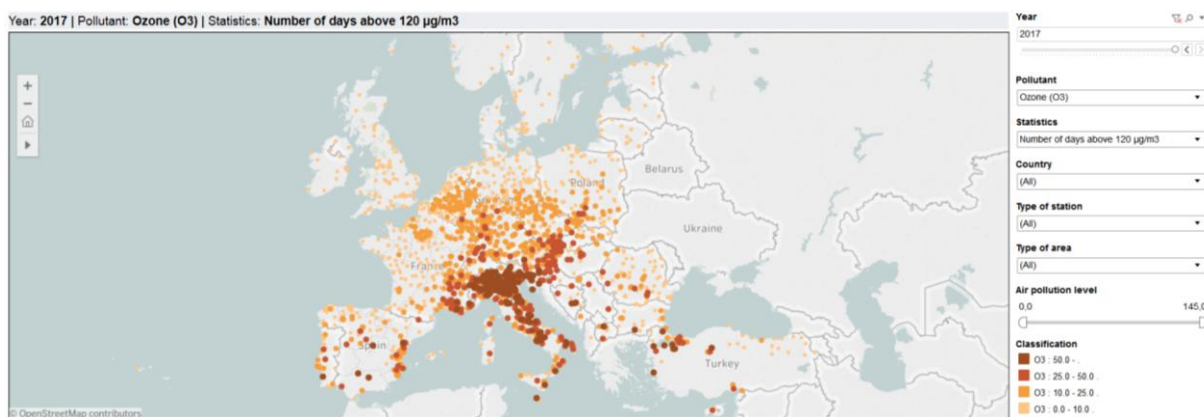 Year: 2017 | Pollutant: Ozone (O3) | Statistics: Number of days above 120 µg/m3
Belarus
Poland
Ukraine
France
Spain
Turkey
© OpenStreetMap contributors
Year
2017
Pollutant
Ozone (O3)
Statistics
Number of days above 120 µg/m3
Country
(All)
Type of station
(All)
Type of area
(All)
Air pollution level
0,0 145,0
Classification
O3 : 50.0 - .
O3 : 25.0 - 50.0 .
O3 : 10.0 - 25.0 .
O3 : 0.0 - 10.0 .